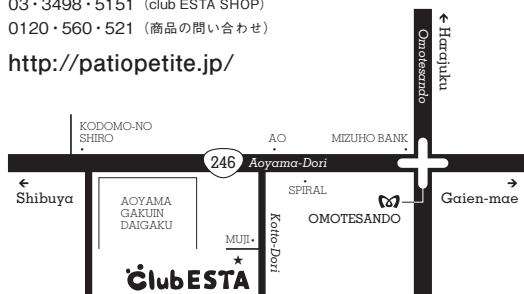 03・3498・5151（club ESTA SHOP）
0120・560・521（商品の問い合わせ）
http://patiopetite.jp/
← Harajuku
Omotesando
KODOMO-NO
SHIRO
AO
MIZUHO BANK
246 Aoyama-Dori
←
Shibuya
→
Gaien-mae
SPIRAL
OMOTESANDO
AOYAMA
GAKUIN
DAIGAKU
Kotto-Dori
MUJI
★
Club ESTA